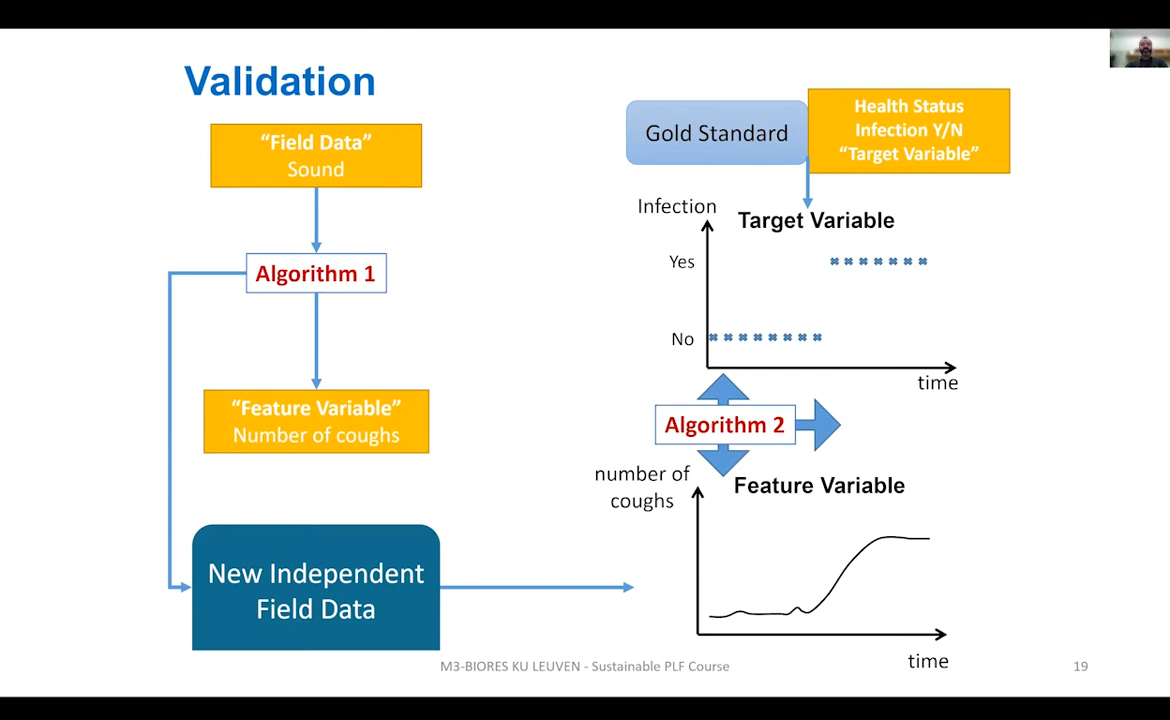 Validation
“Field Data”
Sound
Algorithm 1
“Feature Variable”
Number of coughs
New Independent
Field Data
Gold Standard
Health Status
Infection Y/N
“Target Variable”
Infection
Target Variable
Yes
No
time
Algorithm 2
number of
coughs
Feature Variable
time
M3-BIORES KU LEUVEN - Sustainable PLF Course
19